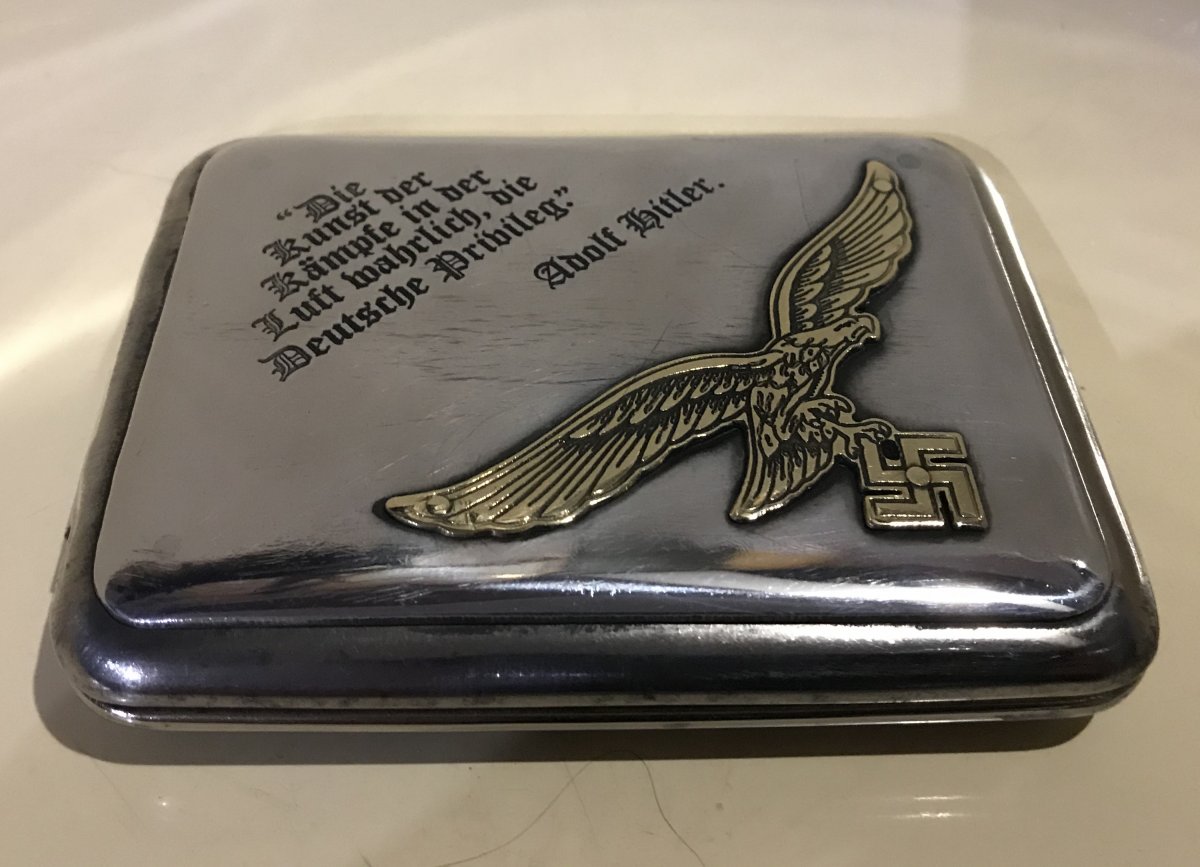 “Die
Kunst der
Kämpfe in der
Luft wahrlich, die
Deutsche Privileg.”
Adolf Hitler.